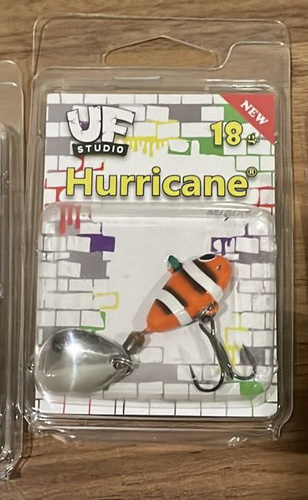 UF
STUDIO
18 g.
NEW
Hurricane®